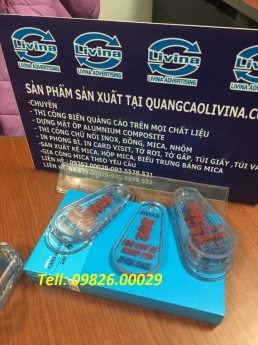 Livina
LIVINA ADVERTISING
Livina
LIVINA ADVERTISING
Livina
LIVINA ADVERTISING
SẢN PHẨM SẢN XUẤT TẠI QUANGCAOLIVINA.CO
-CHUYÊN
- THI CÔNG BIỂN QUẢNG CÁO TRÊN MỌI CHẤT LIỆU
- DỰNG MẶT ỐP ALUMNIUM COMPOSITE
- THI CÔNG CHỮ NỔI INOX, ĐỒNG, MICA, NHÔM
- IN PHONG BÌ, IN CARD VISIT, TỜ RƠI, TỜ GẤP, TÚI GIẤY, TÚI
- SẢN XUẤT KỆ MICA, HỘP MICA, BIỂU TRƯNG BẰNG MICA
-GIA CÔNG MICA THEO YÊU CẦU
Tell: 09826.00029